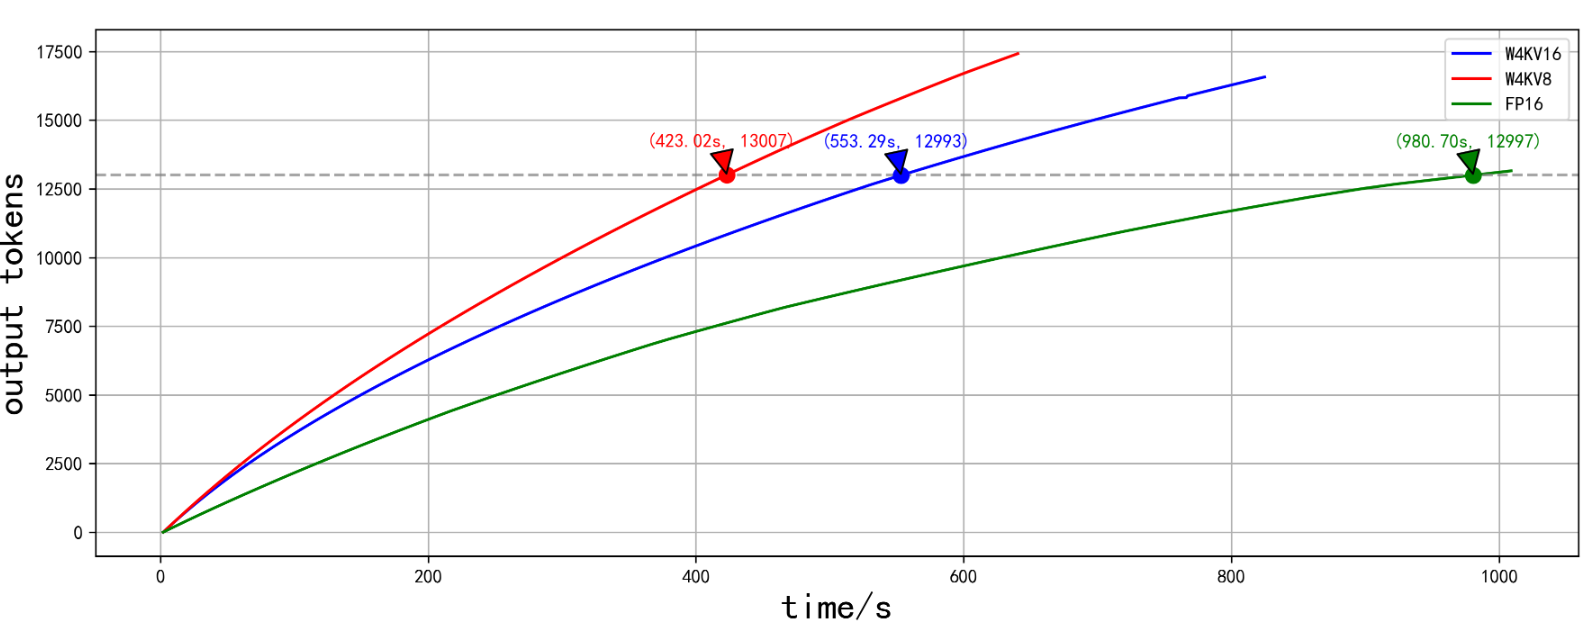 17500
15000
12500
10000
7500
5000
2500
0
output tokens
W4KV16
W4KV8
FP16
(423.02s, 13007)
(553.29s, 12993)
(980.70s, 12997)
0 200 400 600 800 1000
time/s